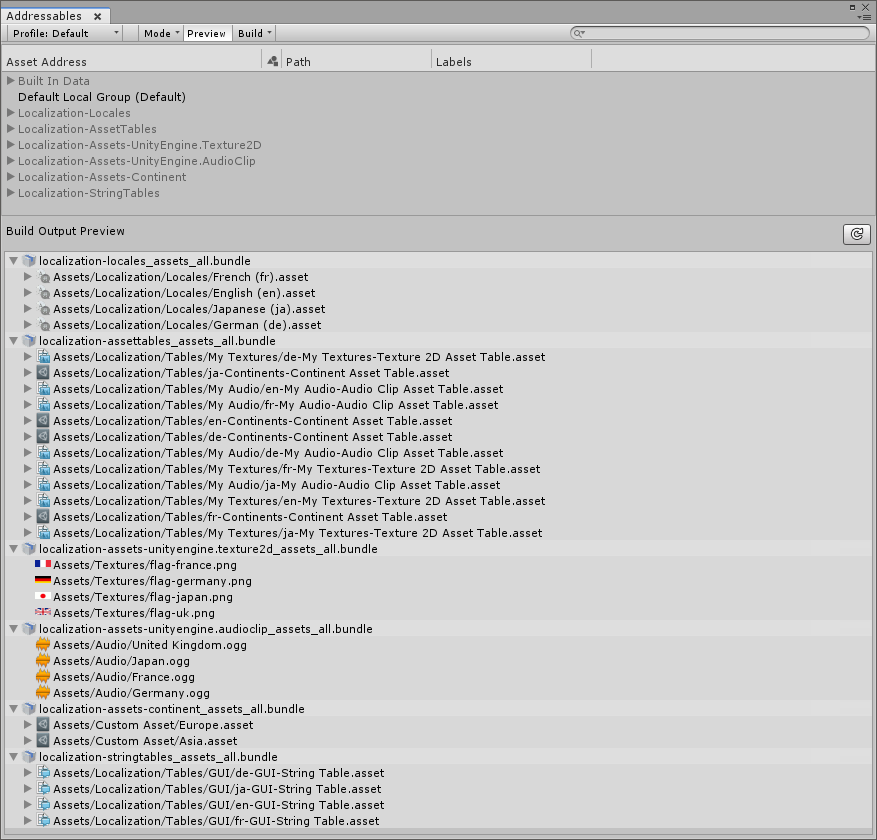 Addressables
Profile: Default Mode Preview Build
Asset Address Path Labels
Built In Data
Default Local Group (Default)
Localization-Locales
Localization-AssetTables
Localization-Assets-UnityEngine.Texture2D
Localization-Assets-UnityEngine.AudioClip
Localization-Assets-Continent
Localization-StringTables
Build Output Preview
localization-locales_assets_all.bundle
Assets/Localization/Locales/French (fr).asset
Assets/Localization/Locales/English (en).asset
Assets/Localization/Locales/Japanese (ja).asset
Assets/Localization/Locales/German (de).asset
localization-assettables_assets_all.bundle
Assets/Localization/Tables/My Textures/de-My Textures-Texture 2D Asset Table.asset
Assets/Localization/Tables/ja-Continents-Continent Asset Table.asset
Assets/Localization/Tables/My Audio/en-My Audio-Audio Clip Asset Table.asset
Assets/Localization/Tables/My Audio/fr-My Audio-Audio Clip Asset Table.asset
Assets/Localization/Tables/en-Continents-Continent Asset Table.asset
Assets/Localization/Tables/de-Continents-Continent Asset Table.asset
Assets/Localization/Tables/My Audio/de-My Audio-Audio Clip Asset Table.asset
Assets/Localization/Tables/My Textures/fr-My Textures-Texture 2D Asset Table.asset
Assets/Localization/Tables/My Audio/ja-My Audio-Audio Clip Asset Table.asset
Assets/Localization/Tables/My Textures/en-My Textures-Texture 2D Asset Table.asset
Assets/Localization/Tables/fr-Continents-Continent Asset Table.asset
Assets/Localization/Tables/My Textures/ja-My Textures-Texture 2D Asset Table.asset
localization-assets-unityengine.texture2d_assets_all.bundle
Assets/Textures/flag-france.png
Assets/Textures/flag-germany.png
Assets/Textures/flag-japan.png
Assets/Textures/flag-uk.png
localization-assets-unityengine.audioclip_assets_all.bundle
Assets/Audio/United Kingdom.ogg
Assets/Audio/Japan.ogg
Assets/Audio/France.ogg
Assets/Audio/Germany.ogg
localization-assets-continent_assets_all.bundle
Assets/Custom Asset/Europe.asset
Assets/Custom Asset/Asia.asset
localization-stringtables_assets_all.bundle
Assets/Localization/Tables/GUI/de-GUI-String Table.asset
Assets/Localization/Tables/GUI/ja-GUI-String Table.asset
Assets/Localization/Tables/GUI/en-GUI-String Table.asset
Assets/Localization/Tables/GUI/fr-GUI-String Table.asset